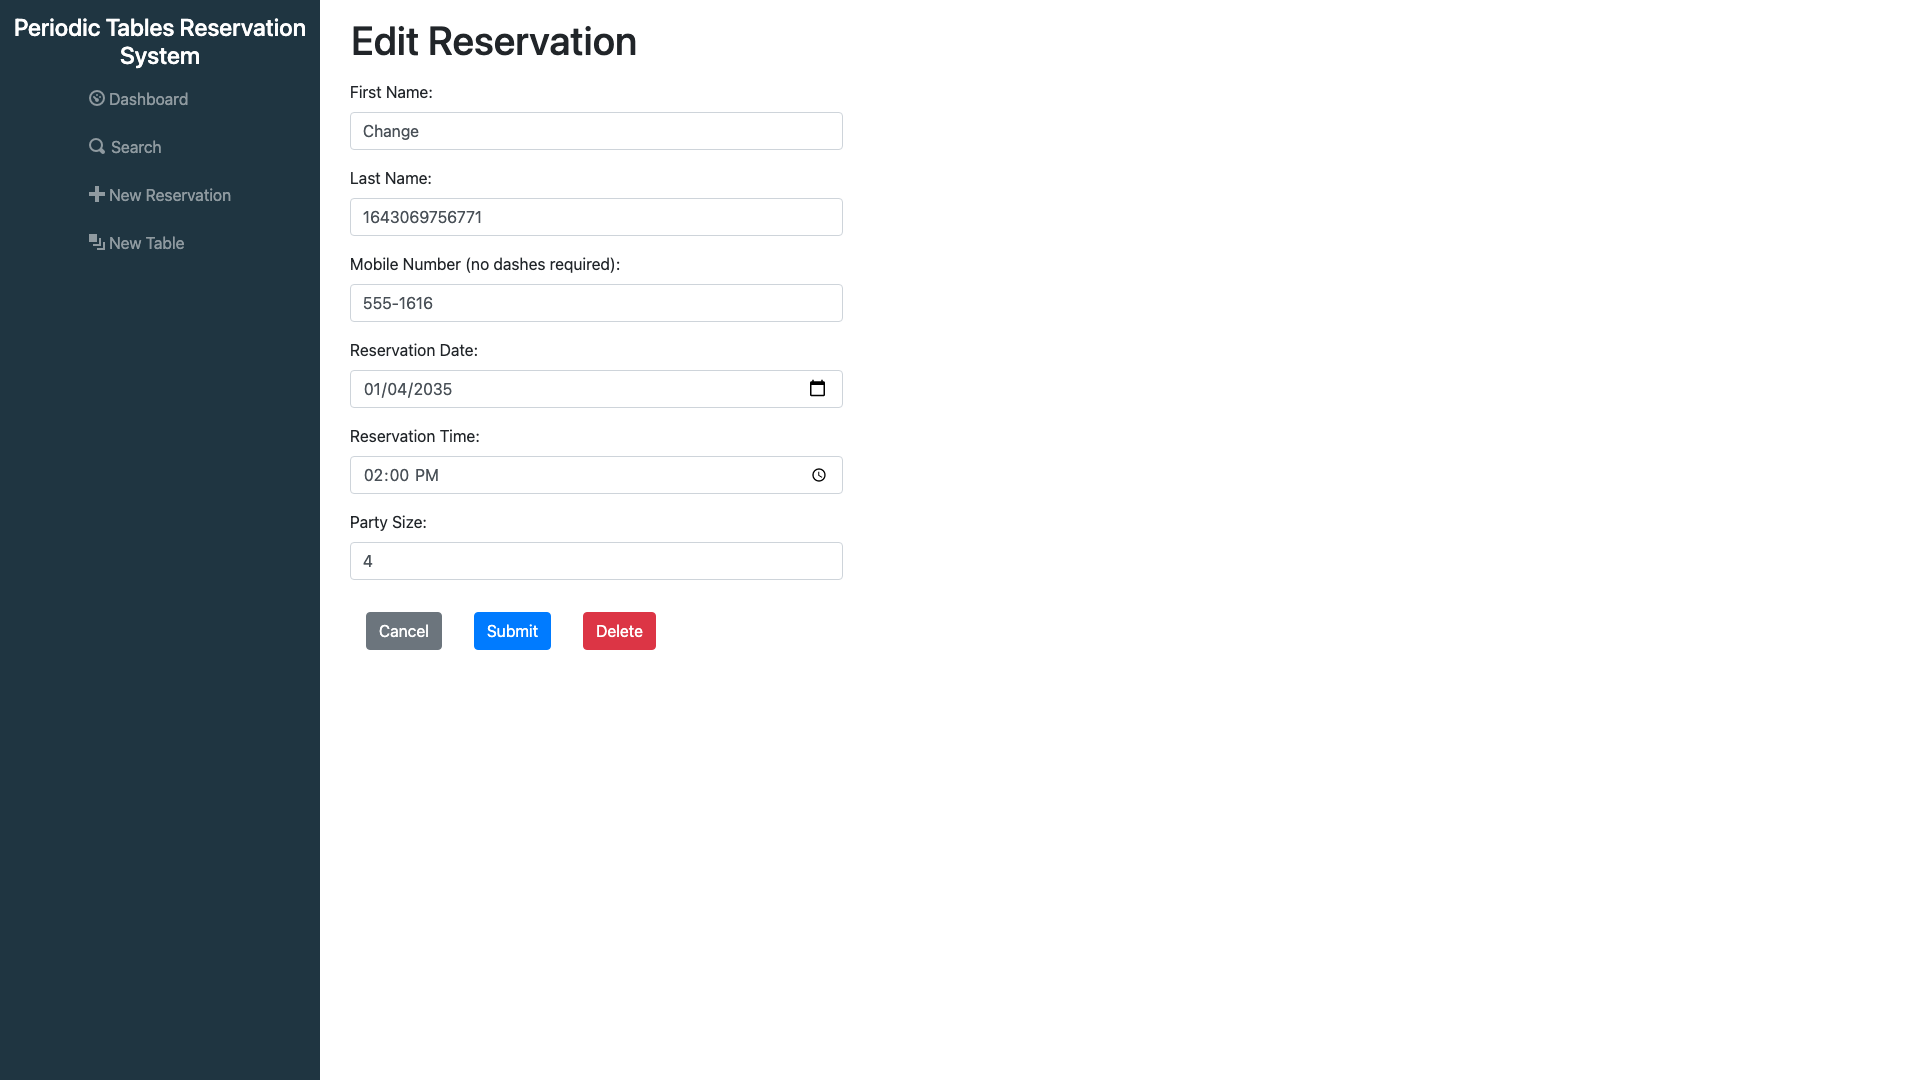 Periodic Tables Reservation
System
Dashboard
Search
New Reservation
New Table
Edit Reservation
First Name:
Change
Last Name:
1643069756771
Mobile Number (no dashes required):
555-1616
Reservation Date:
01/04/2035
Reservation Time:
02:00 PM
Party Size:
4
Cancel Submit Delete